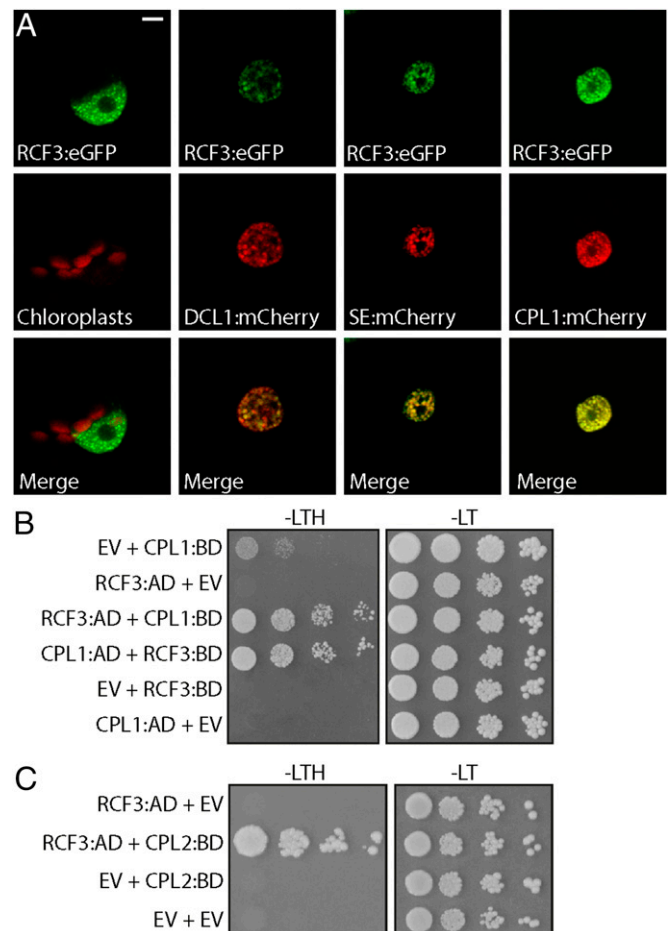 A
RCF3:eGFP RCF3:eGFP RCF3:eGFP RCF3:eGFP
Chloroplasts DCL1:mCherry SE:mCherry CPL1:mCherry
Merge Merge Merge Merge
B
-LTH -LT
EV + CPL1:BD
RCF3:AD + EV
RCF3:AD + CPL1:BD
CPL1:AD + RCF3:BD
EV + RCF3:BD
CPL1:AD + EV
C
-LTH -LT
RCF3:AD + EV
RCF3:AD + CPL2:BD
EV + CPL2:BD
EV + EV